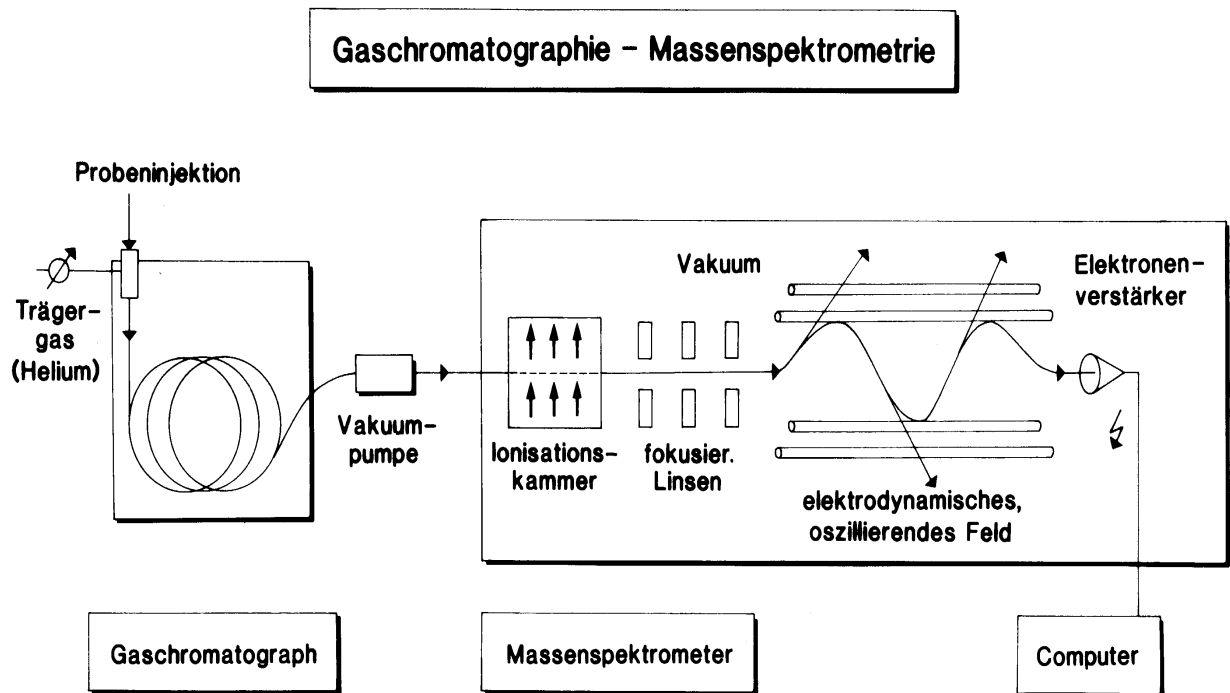 Gaschromatographie – Massenspektrometrie
Probeninjektion
Träger-
gas
(Helium)
Vakuum-
pumpe
Ionisations-
kammer
fokusier.
Linsen
Vakuum
elektrodynamisches,
oszillierendes Feld
Elektronen-
verstärker
Gaschromatograph
Massenspektrometer
Computer